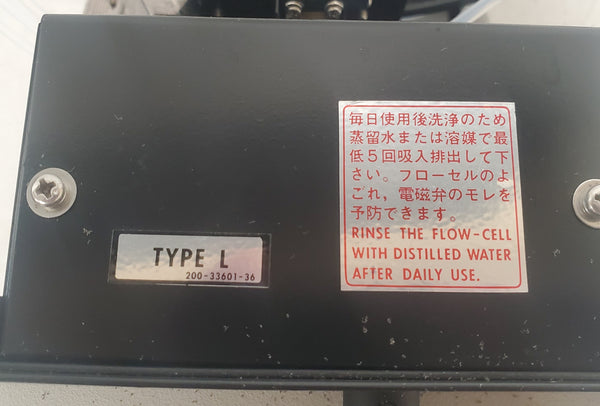 毎日使用後洗浄のため
蒸留水または溶媒で最
低5回吸入排出して下
さい。フローセルのよ
ごれ，電磁弁のモレを
予防できます。
RINSE THE FLOW-CELL
WITH DISTILLED WATER
AFTER DAILY USE.
TYPE L
200-33601-36